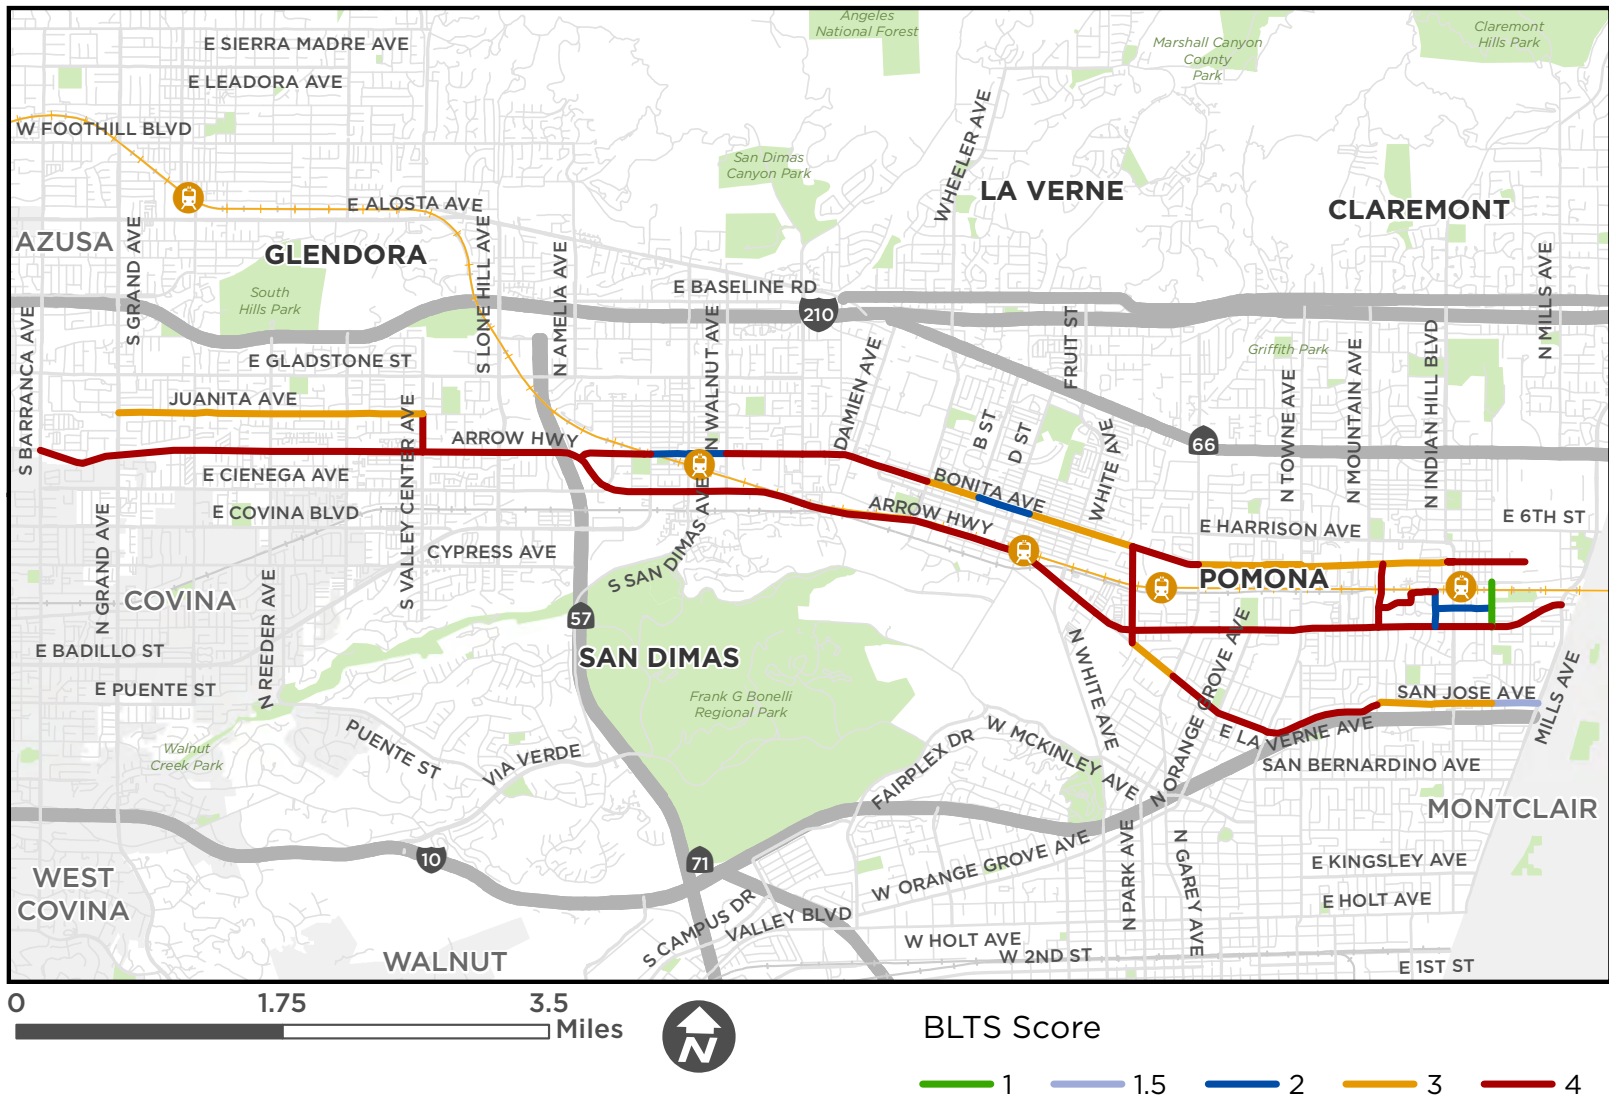 Angeles
National Forest
Claremont
Hills Park
E SIERRA MADRE AVE
Marshall Canyon
County
Park
E LEADORA AVE
W FOOTHILL BLVD
WHEELER AVE
San Dimas
Canyon Park
LA VERNE
E ALOSTA AVE
CLAREMONT
AZUSA
GLENDORA
S GRAND AVE
S LONE HILL AVE
N AMELIA AVE
N MILLS AVE
South
Hills Park
E BASELINE RD
210
S BARRANCA AVE
N WALNUT AVE
FRUIT ST
DAMIEN AVE
Griffith Park
N TOWNE AVE
N MOUNTAIN AVE
N INDIAN HILL BLVD
E GLADSTONE ST
JUANITA AVE
S VALLEY CENTER AVE
ARROW HWY
B ST
D ST
WHITE AVE
66
E CIENEGA AVE
BONITA AVE
E COVINA BLVD
ARROW HWY
E HARRISON AVE
E 6TH ST
N GRAND AVE
CYPRESS AVE
S SAN DIMAS AVE
POMONA
COVINA
N REEDER AVE
57
E BADILLO ST
SAN DIMAS
N WHITE AVE
N ORANGE GROVE AVE
MILLS AVE
E PUENTE ST
Frank G Bonelli
Regional Park
SAN JOSE AVE
Walnut
Creek Park
PUENTE ST
VIA VERDE
FAIRPLEX DR
W MCKINLEY AVE
E LA VERNE AVE
SAN BERNARDINO AVE
MONTCLAIR
10
71
W ORANGE GROVE AVE
N PARK AVE
N GAREY AVE
E KINGSLEY AVE
WEST
COVINA
E HOLT AVE
S CAMPUS DR
VALLEY BLVD
W HOLT AVE
WALNUT
W 2ND ST
E 1ST ST
0 1.75 3.5
Miles
N
BLTS Score
1 1.5 2 3 4